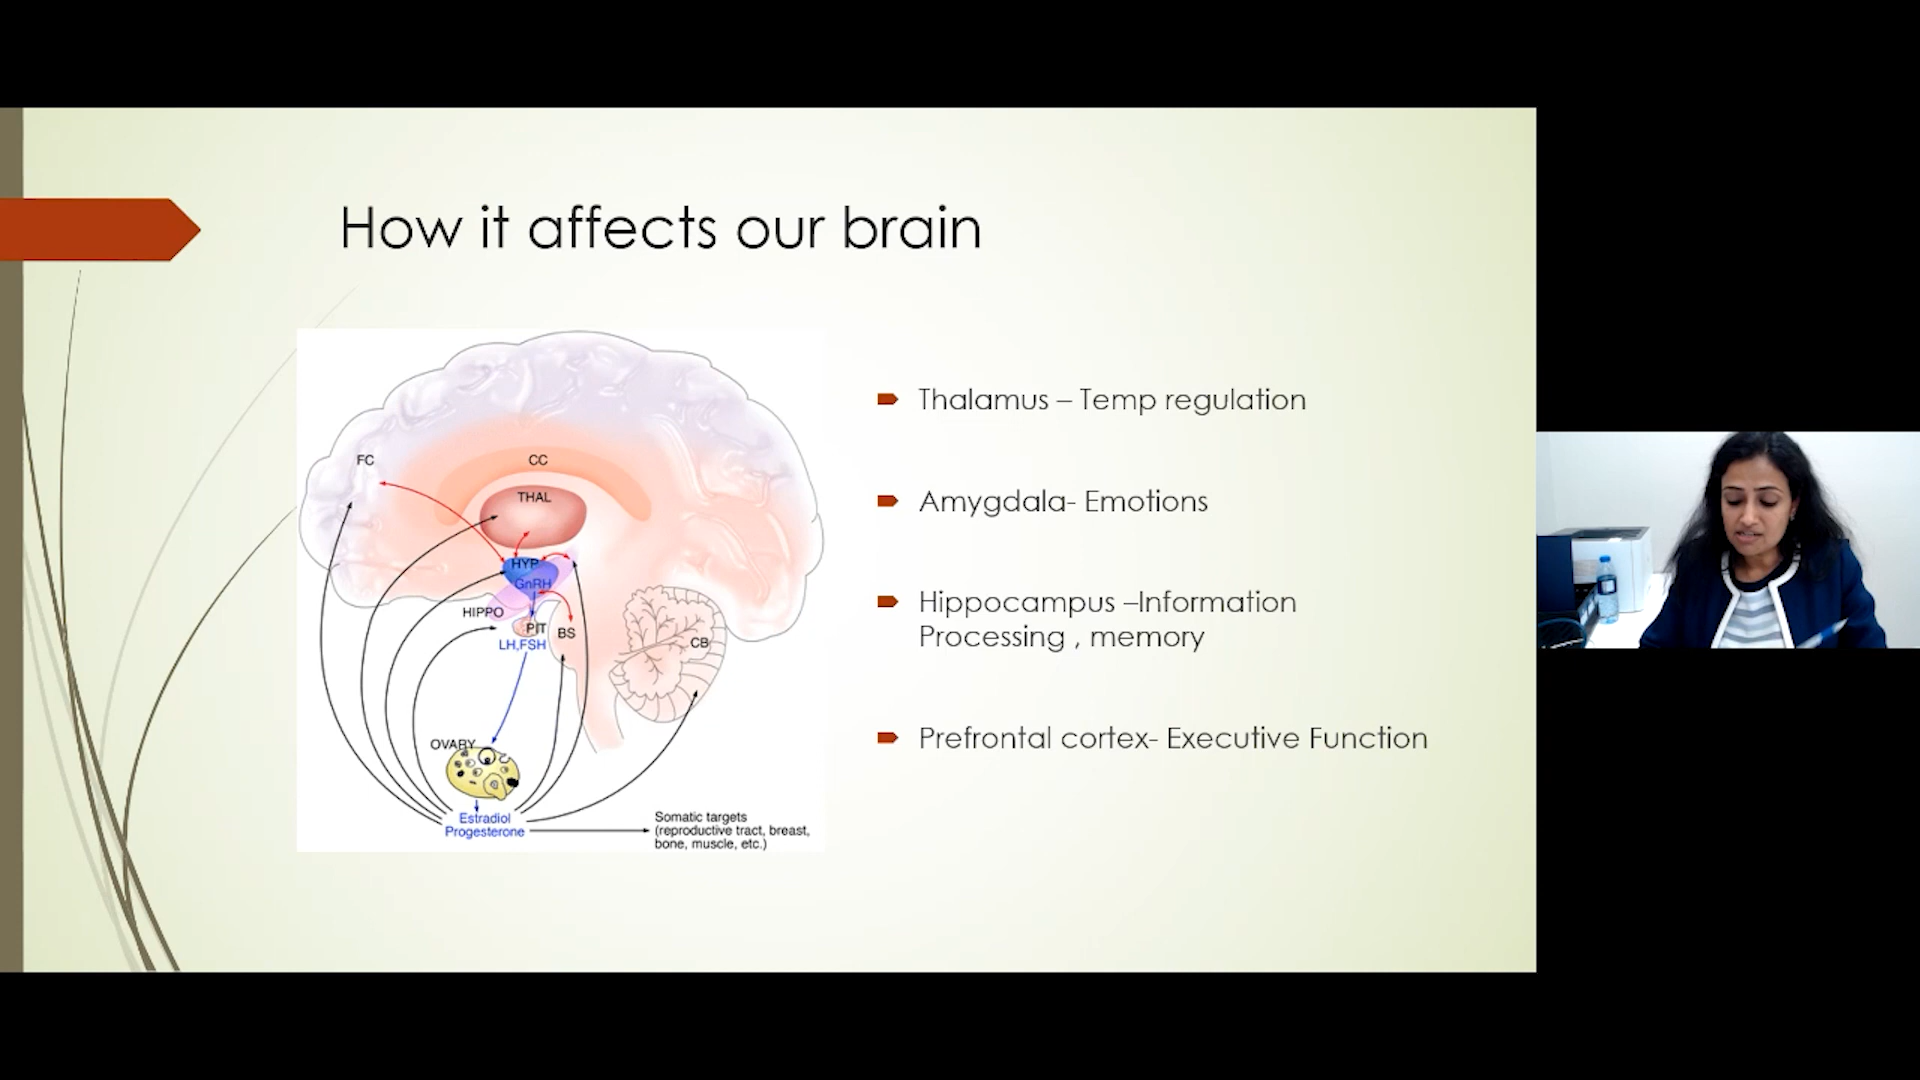 How it affects our brain
FC
CC
THAL
HYP
GnRH
HIPPO
PIT
BS
LH,FSH
CB
OVARY
Estradiol
Progesterone
Somatic targets
(reproductive tract, breast,
bone, muscle, etc.)
Thalamus – Temp regulation
Amygdala- Emotions
Hippocampus –Information
Processing , memory
Prefrontal cortex- Executive Function